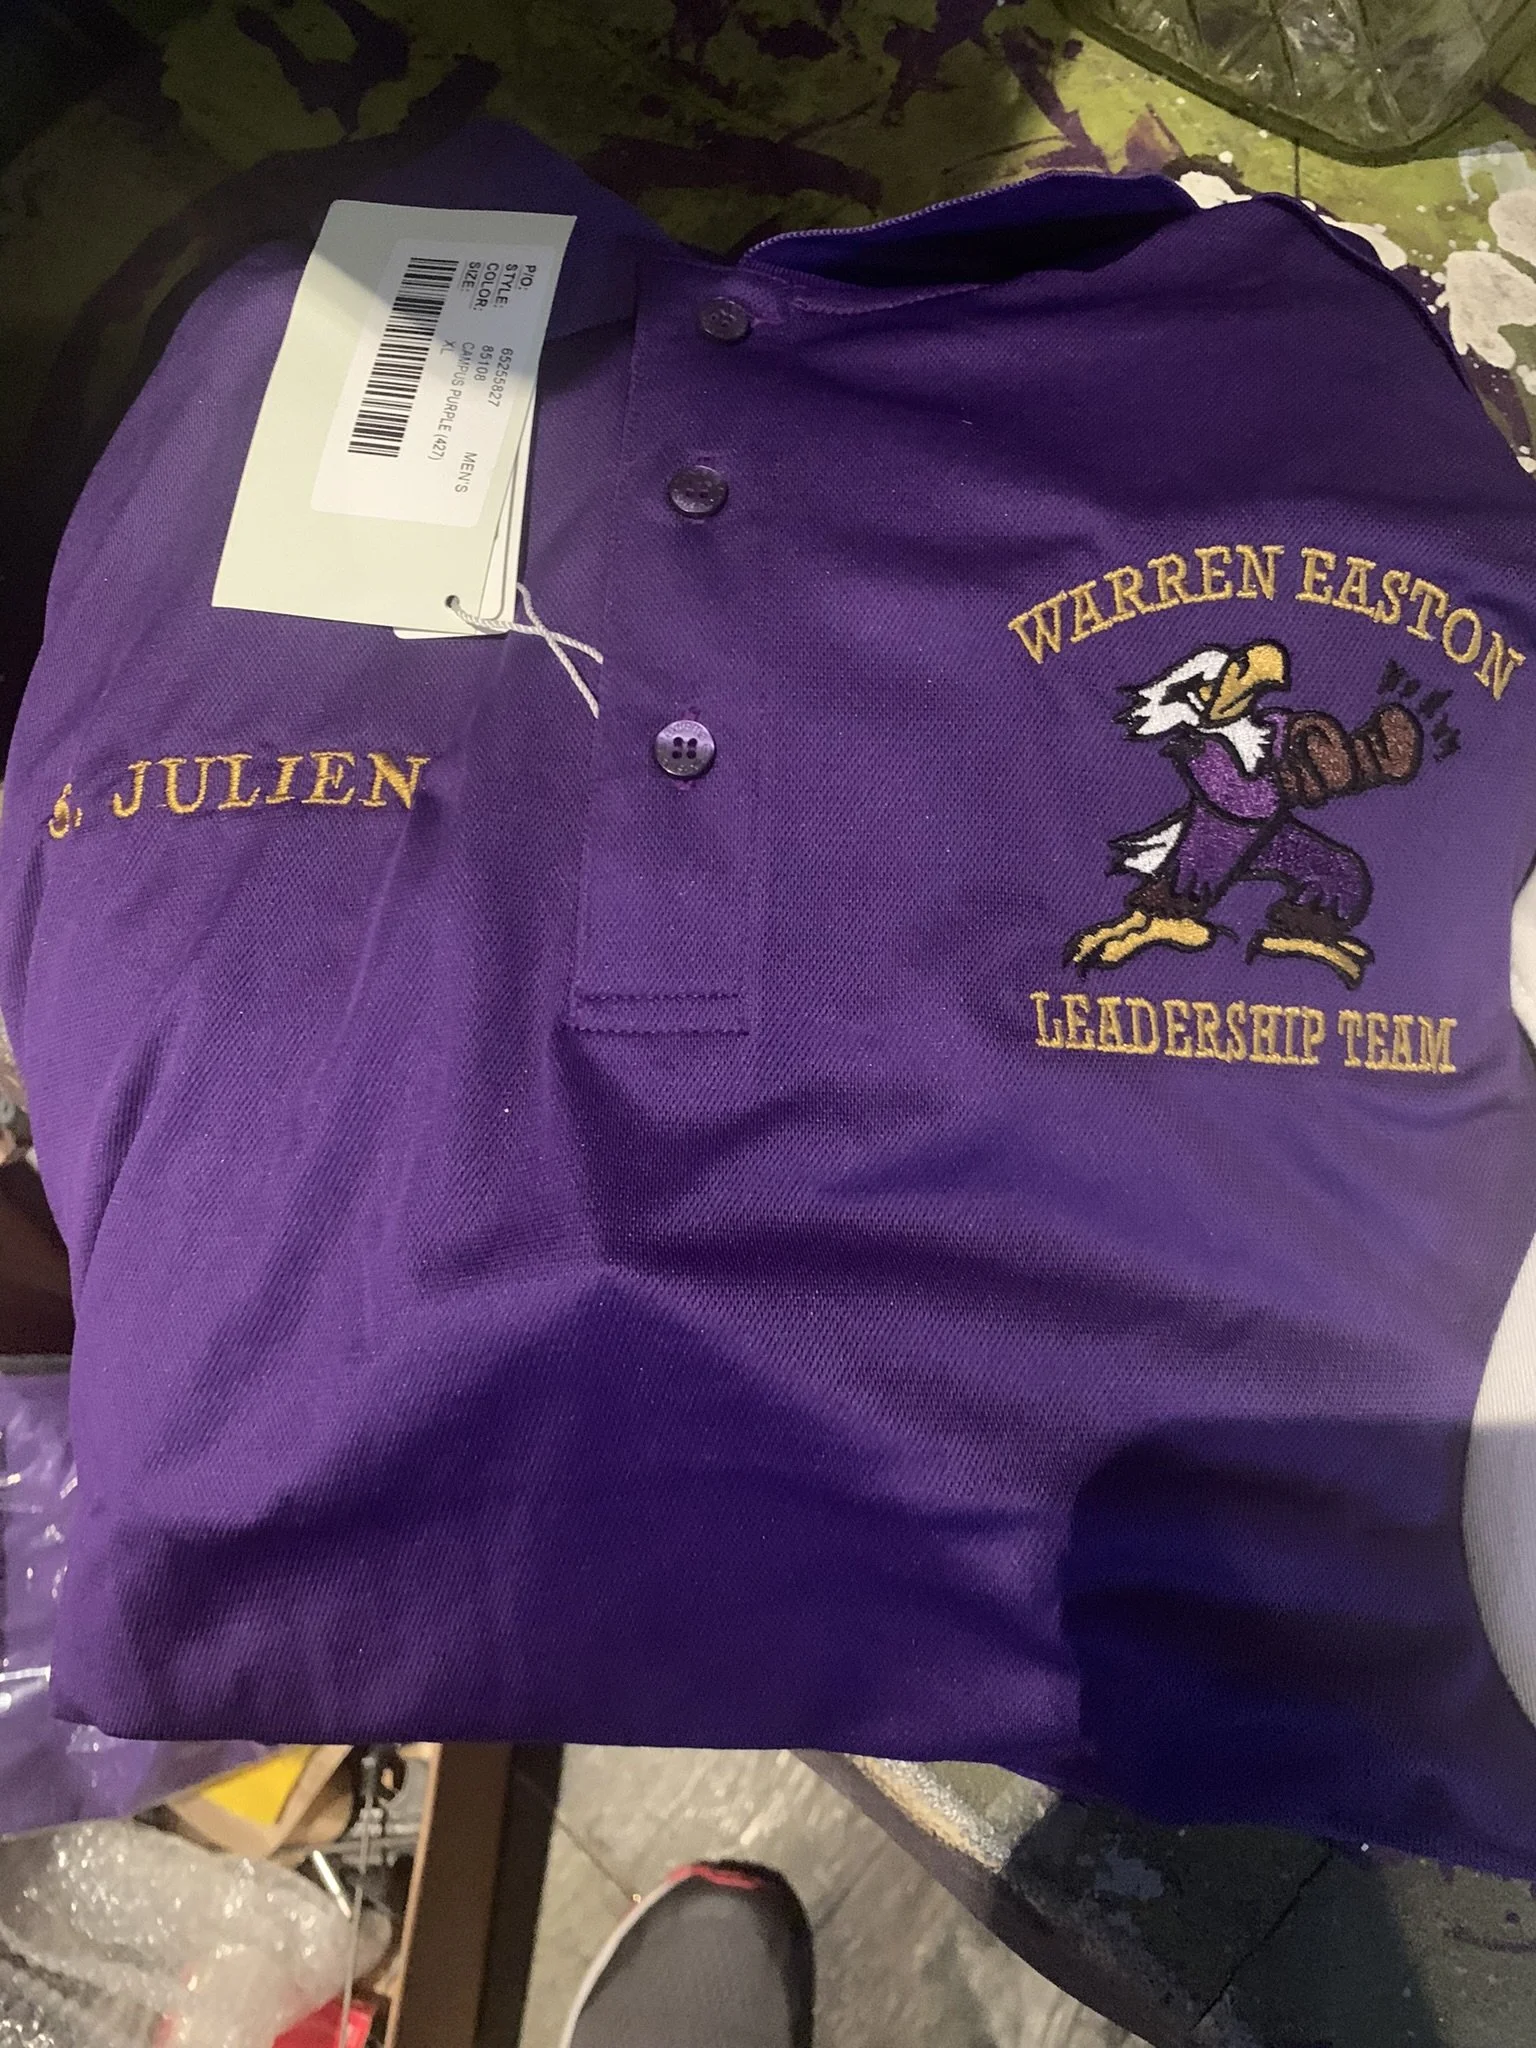 P/O: 65255827
STYLE: 85108 MEN'S
COLOR: CAMPUS PURPLE (427)
SIZE: XL
JULIEN
WARREN EASTON
LEADERSHIP TEAM